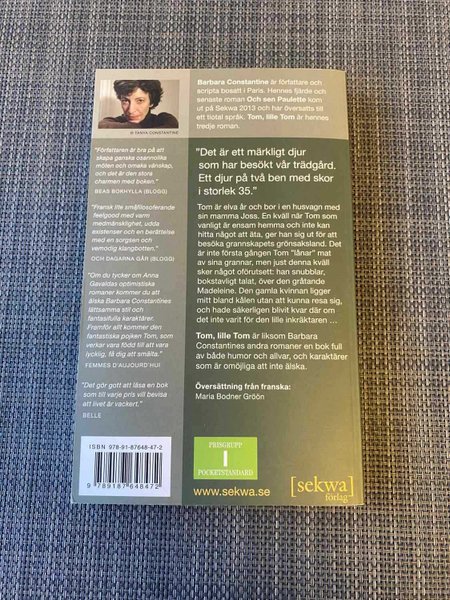 © TANYA CONSTANTINE
Barbara Constantine är författare och
scripta bosatt i Paris. Hennes fjärde och
senaste roman Och sen Paulette kom
ut på Sekwa 2013 och har översatts till
ett tiotal språk. Tom, lille Tom är hennes
tredje roman.
"Författaren är bra på att
skapa ganska osannolika
möten och omaka vänskap,
och det är den stora
charmen med boken."
BEAS BOKHYLLA (BLOGG)
"Fransk lite småfilosoferande
feelgood med varm
medmänsklighet, udda
existenser och en berättelse
med en sorgsen och
vemodig klangbotten."
OCH DAGARNA GÅR (BLOGG)
"Om du tycker om Anna
Gavaldas optimistiska
romaner kommer du att
älska Barbara Constantines
lättsamma stil och
fantasifulla karaktärer.
Framför allt kommer den
fantastiska pojken Tom, som
verkar vara född till att vara
lycklig, få dig att smälta."
FEMMES D'AUJOURD'HUI
"Det gör gott att läsa en bok
som till varje pris vill bevisa
att livet är vackert."
BELLE
"Det är ett märkligt djur
som har besökt vår trädgård.
Ett djur på två ben med skor
i storlek 35."
Tom är elva år och bor i en husvagn med
sin mamma Joss. En kväll när Tom som
vanligt är ensam hemma och inte kan
hitta något att äta, ger han sig ut för att
besöka grannskapets grönsaksland. Det
är inte första gången Tom "lånar" mat
av sina grannar, men just denna kväll
sker något oförutsett: han snubblar,
bokstavligt talat, över den gråtande
Madeleine. Den gamla kvinnan ligger
mitt bland kålen utan att kunna resa sig,
och hade säkerligen blivit kvar där om
det inte varit för den lille inkräktaren ...
Tom, lille Tom är liksom Barbara
Constantines andra romaner en bok full
av både humor och allvar, och karaktärer
som är omöjliga att inte älska.
Översättning från franska:
Maria Bodner Gröön
ISBN 978-91-87648-47-2
9 789187 648472
PRISGRUPP
I
POCKETSTANDARD
www.sekwa.se
[sekwa]
förlag